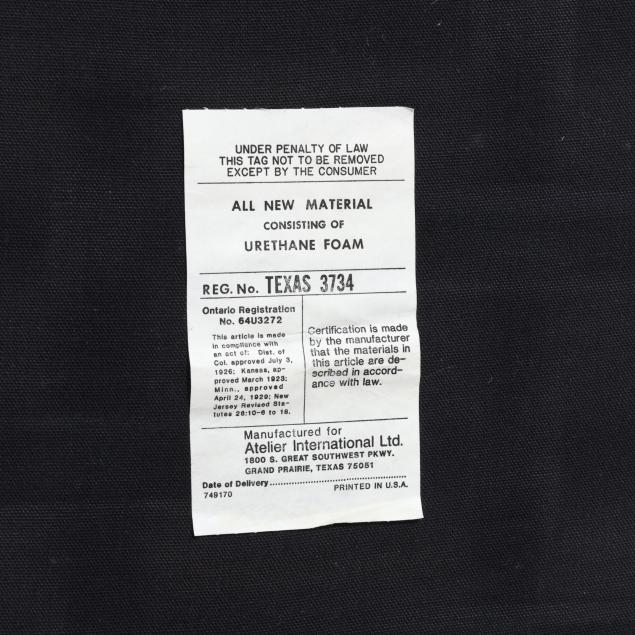 UNDER PENALTY OF LAW
THIS TAG NOT TO BE REMOVED
EXCEPT BY THE CONSUMER
ALL NEW MATERIAL
CONSISTING OF
URETHANE FOAM
REG. No. TEXAS 3734
Ontario Registration
No. 64U3272
This article is made
in compliance with
an act of: Dist. of
Col. approved July 3,
1926; Kansas, ap-
proved March 1923;
Minn., approved
April 24, 1929; New
Jersey Revised Sta-
tutes 26:10-6 to 18.
Certification is made
by the manufacturer
that the materials in
this article are de-
scribed in accord-
ance with law.
Manufactured for
Atelier International Ltd.
1800 S. GREAT SOUTHWEST PKWY.
GRAND PRAIRIE, TEXAS 75051
Date of Delivery
749170 PRINTED IN U.S.A.